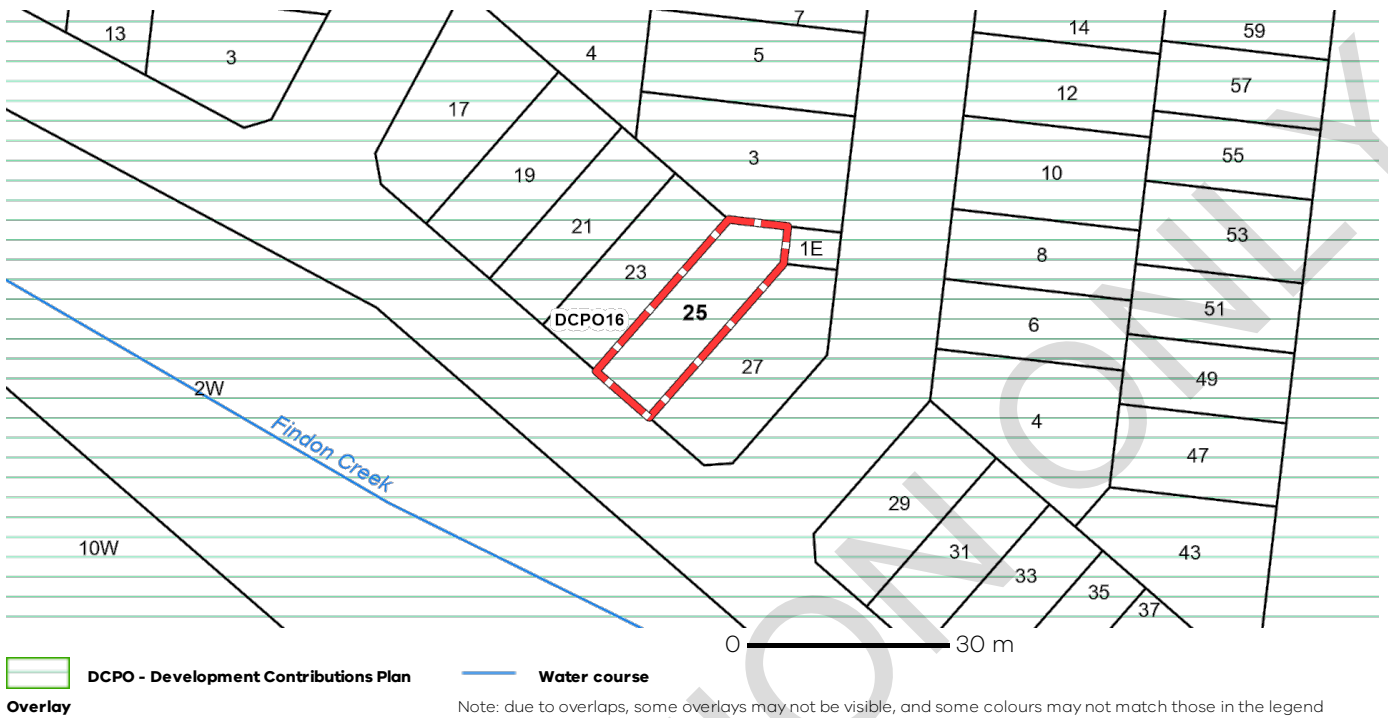 7
14
59
13
3
4
5
57
12
17
3
55
19
10
21
53
1E
8
23
25
51
DCPO16
6
27
49
2W
4
Findon Creek
47
29
10W
31
43
33
35
37
0 30 m
DCPO - Development Contributions Plan
Water course
Overlay
Note: due to overlaps, some overlays may not be visible, and some colours may not match those in the legend
ON ONLY